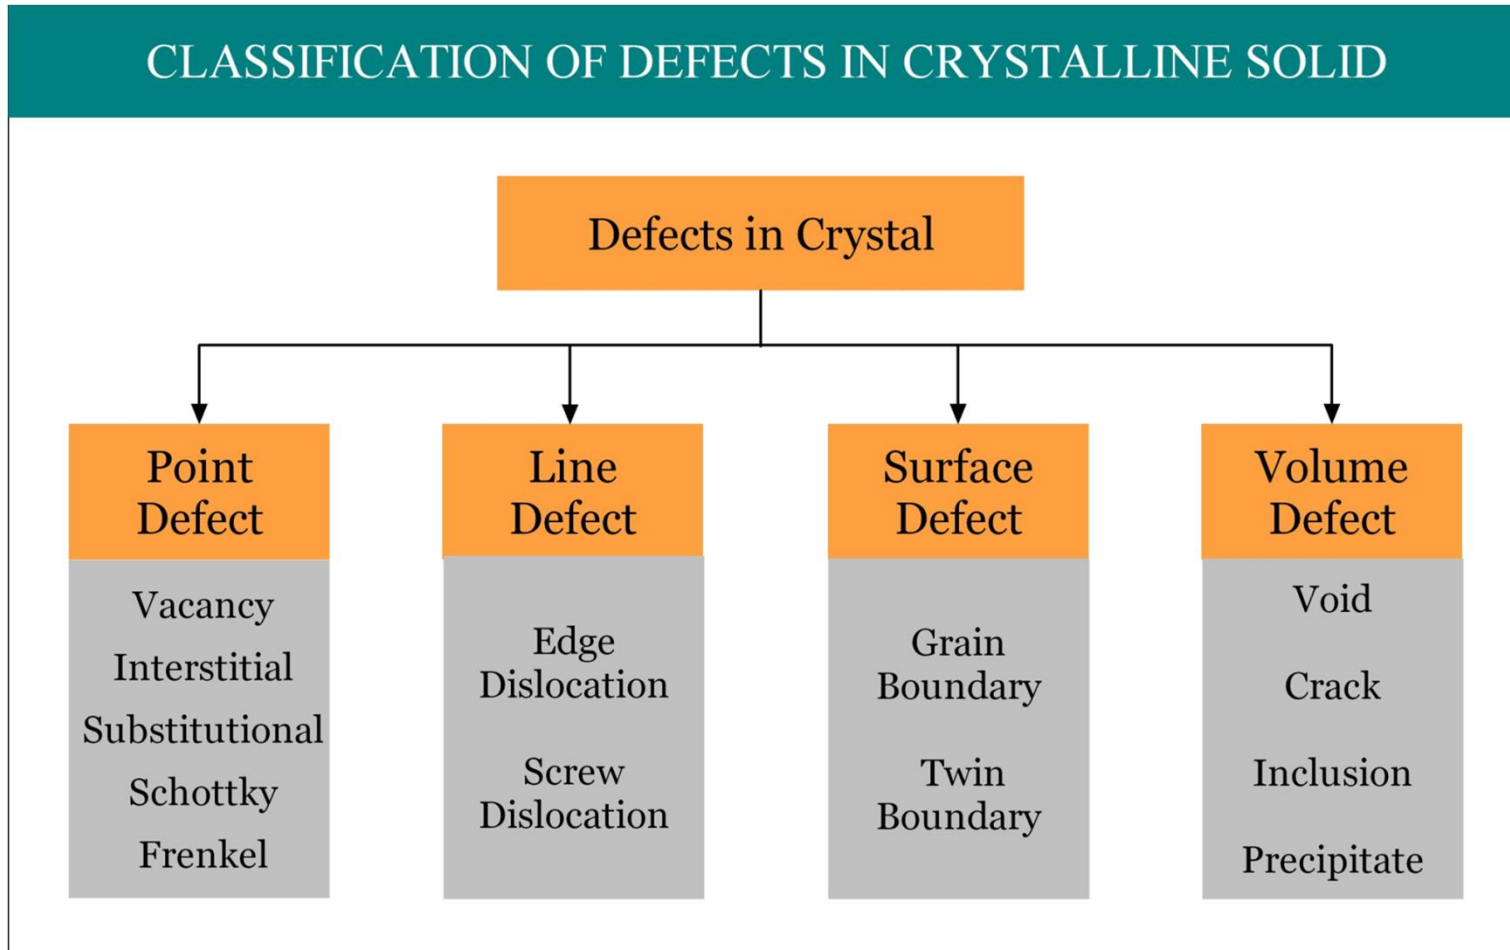 CLASSIFICATION OF DEFECTS IN CRYSTALLINE SOLID
Defects in Crystal
Point
Defect
Vacancy
Interstitial
Substitutional
Schottky
Frenkel
Line
Defect
Edge
Dislocation
Screw
Dislocation
Surface
Defect
Grain
Boundary
Twin
Boundary
Volume
Defect
Void
Crack
Inclusion
Precipitate